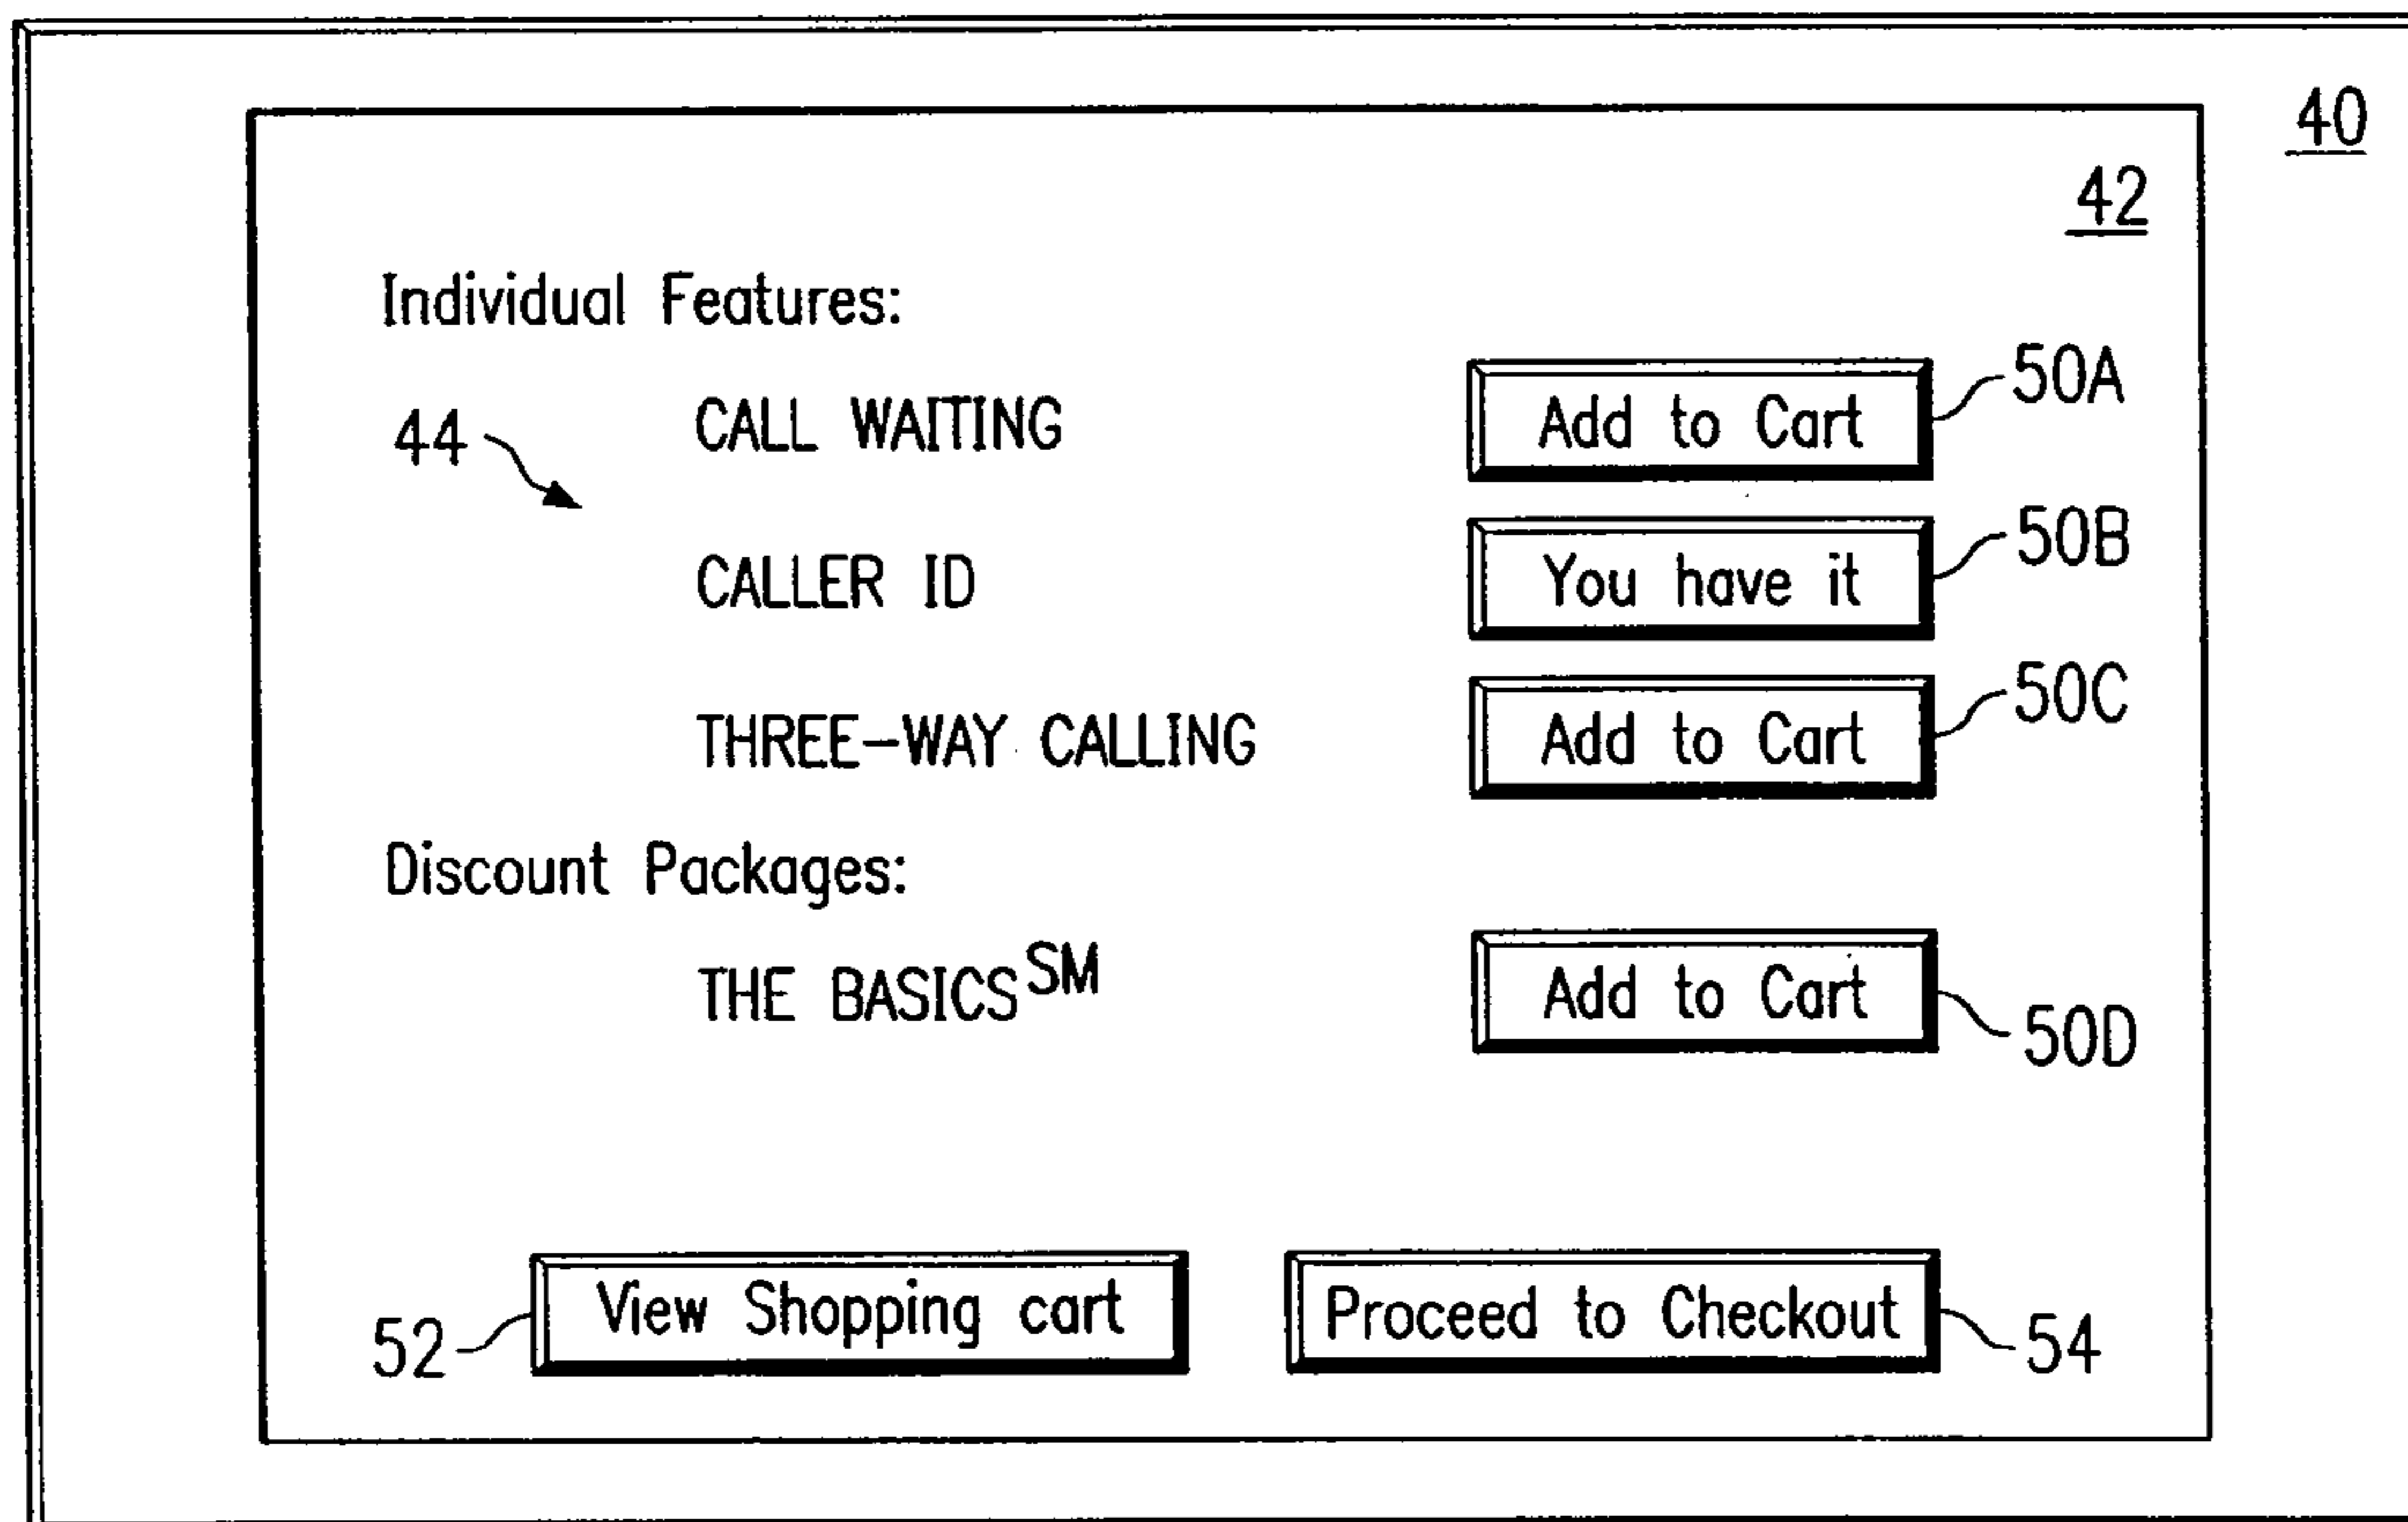 40
42
Individual Features:
CALL WAITING Add to Cart 50A
44
CALLER ID You have it 50B
THREE-WAY CALLING Add to Cart 50C
Discount Packages:
THE BASICS SM Add to Cart 50D
52 View Shopping cart Proceed to Checkout 54